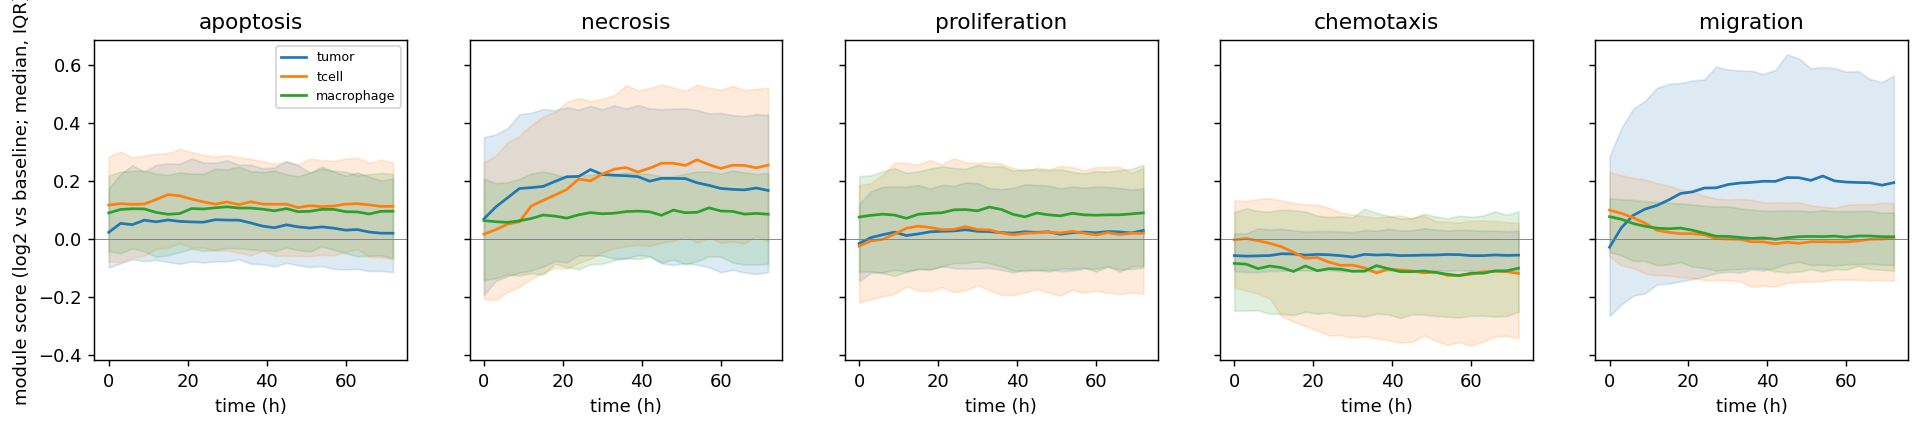 apoptosis
necrosis
proliferation
chemotaxis
migration
module score (log2 vs baseline; median, IQR)
0.6
0.4
0.2
0.0
−0.2
−0.4
tumor
tcell
macrophage
0 20 40 60
0 20 40 60
0 20 40 60
0 20 40 60
0 20 40 60
time (h)
time (h)
time (h)
time (h)
time (h)